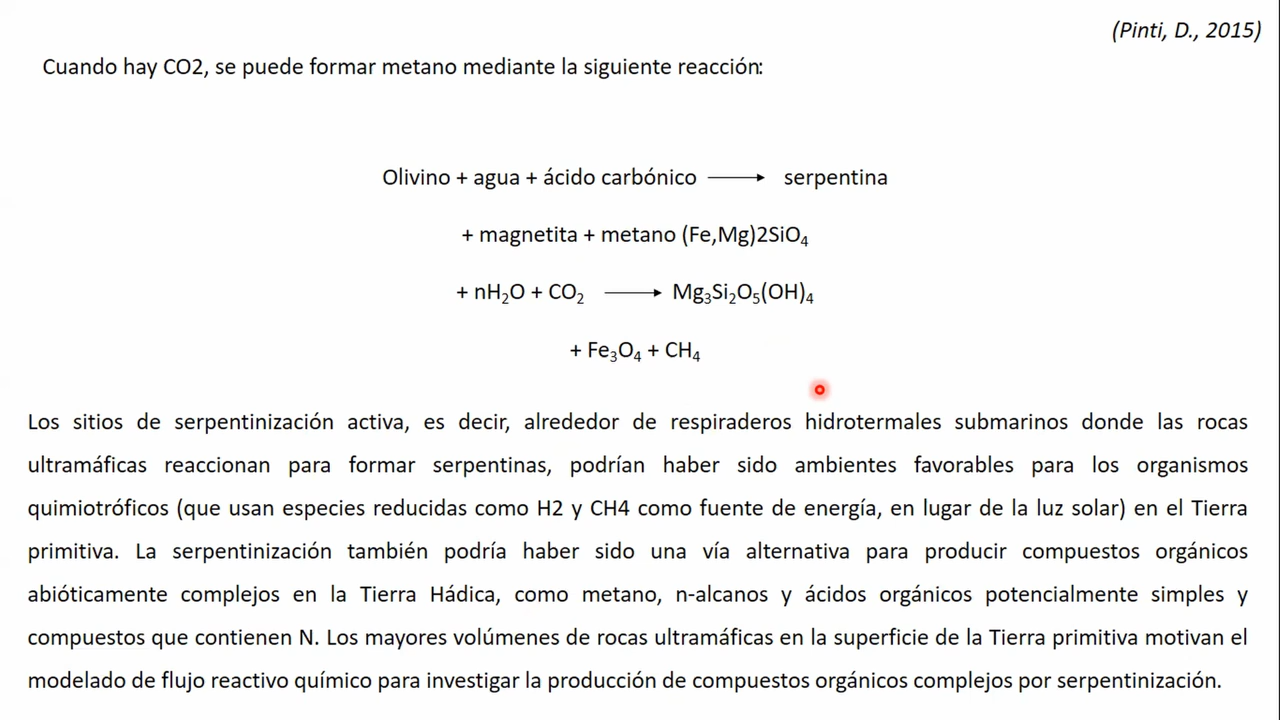 (Pinti, D., 2015)
Cuando hay CO2, se puede formar metano mediante la siguiente reacción:
Olivino + agua + ácido carbónico ⟶ serpentina
+ magnetita + metano (Fe,Mg)2SiO₄
+ nH₂O + CO₂ ⟶ Mg₃Si₂O₅(OH)₄
+ Fe₃O₄ + CH₄
Los sitios de serpentinización activa, es decir, alrededor de respiraderos hidrotermales submarinos donde las rocas
ultramáficas reaccionan para formar serpentinas, podrían haber sido ambientes favorables para los organismos
quimiotróficos (que usan especies reducidas como H2 y CH4 como fuente de energía, en lugar de la luz solar) en el Tierra
primitiva. La serpentinización también podría haber sido una vía alternativa para producir compuestos orgánicos
abióticamente complejos en la Tierra Hádica, como metano, n-alcanos y ácidos orgánicos potencialmente simples y
compuestos que contienen N. Los mayores volúmenes de rocas ultramáficas en la superficie de la Tierra primitiva motivan el
modelado de flujo reactivo químico para investigar la producción de compuestos orgánicos complejos por serpentinización.